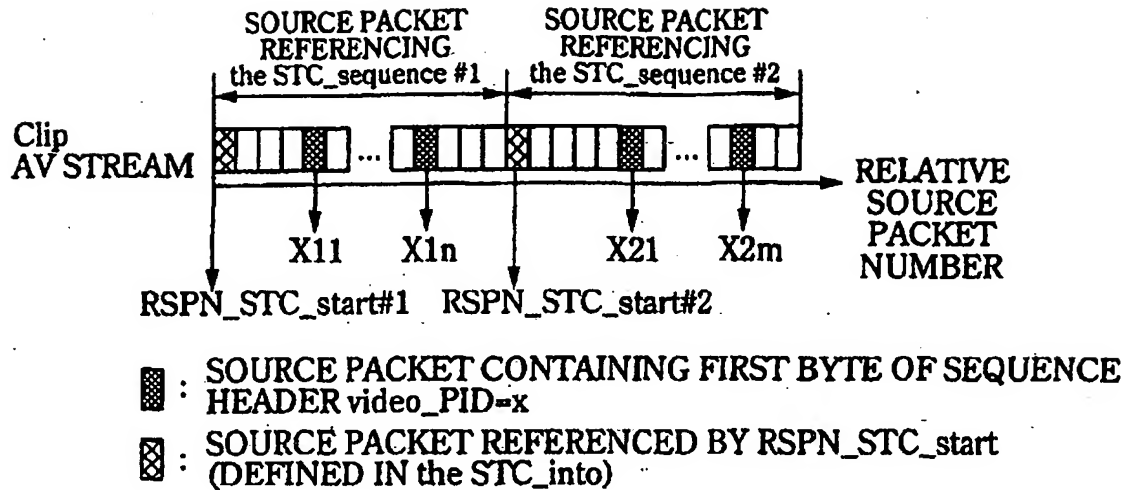 SOURCE PACKET
REFERENCING
the STC_sequence #1
SOURCE PACKET
REFERENCING
the STC_sequence #2
Clip
AV STREAM
...
...
RELATIVE
SOURCE
PACKET
NUMBER
X11
X1n
X21
X2m
RSPN_STC_start#1
RSPN_STC_start#2
: SOURCE PACKET CONTAINING FIRST BYTE OF SEQUENCE
HEADER video_PID=x
: SOURCE PACKET REFERENCED BY RSPN_STC_start
(DEFINED IN the STC_into)